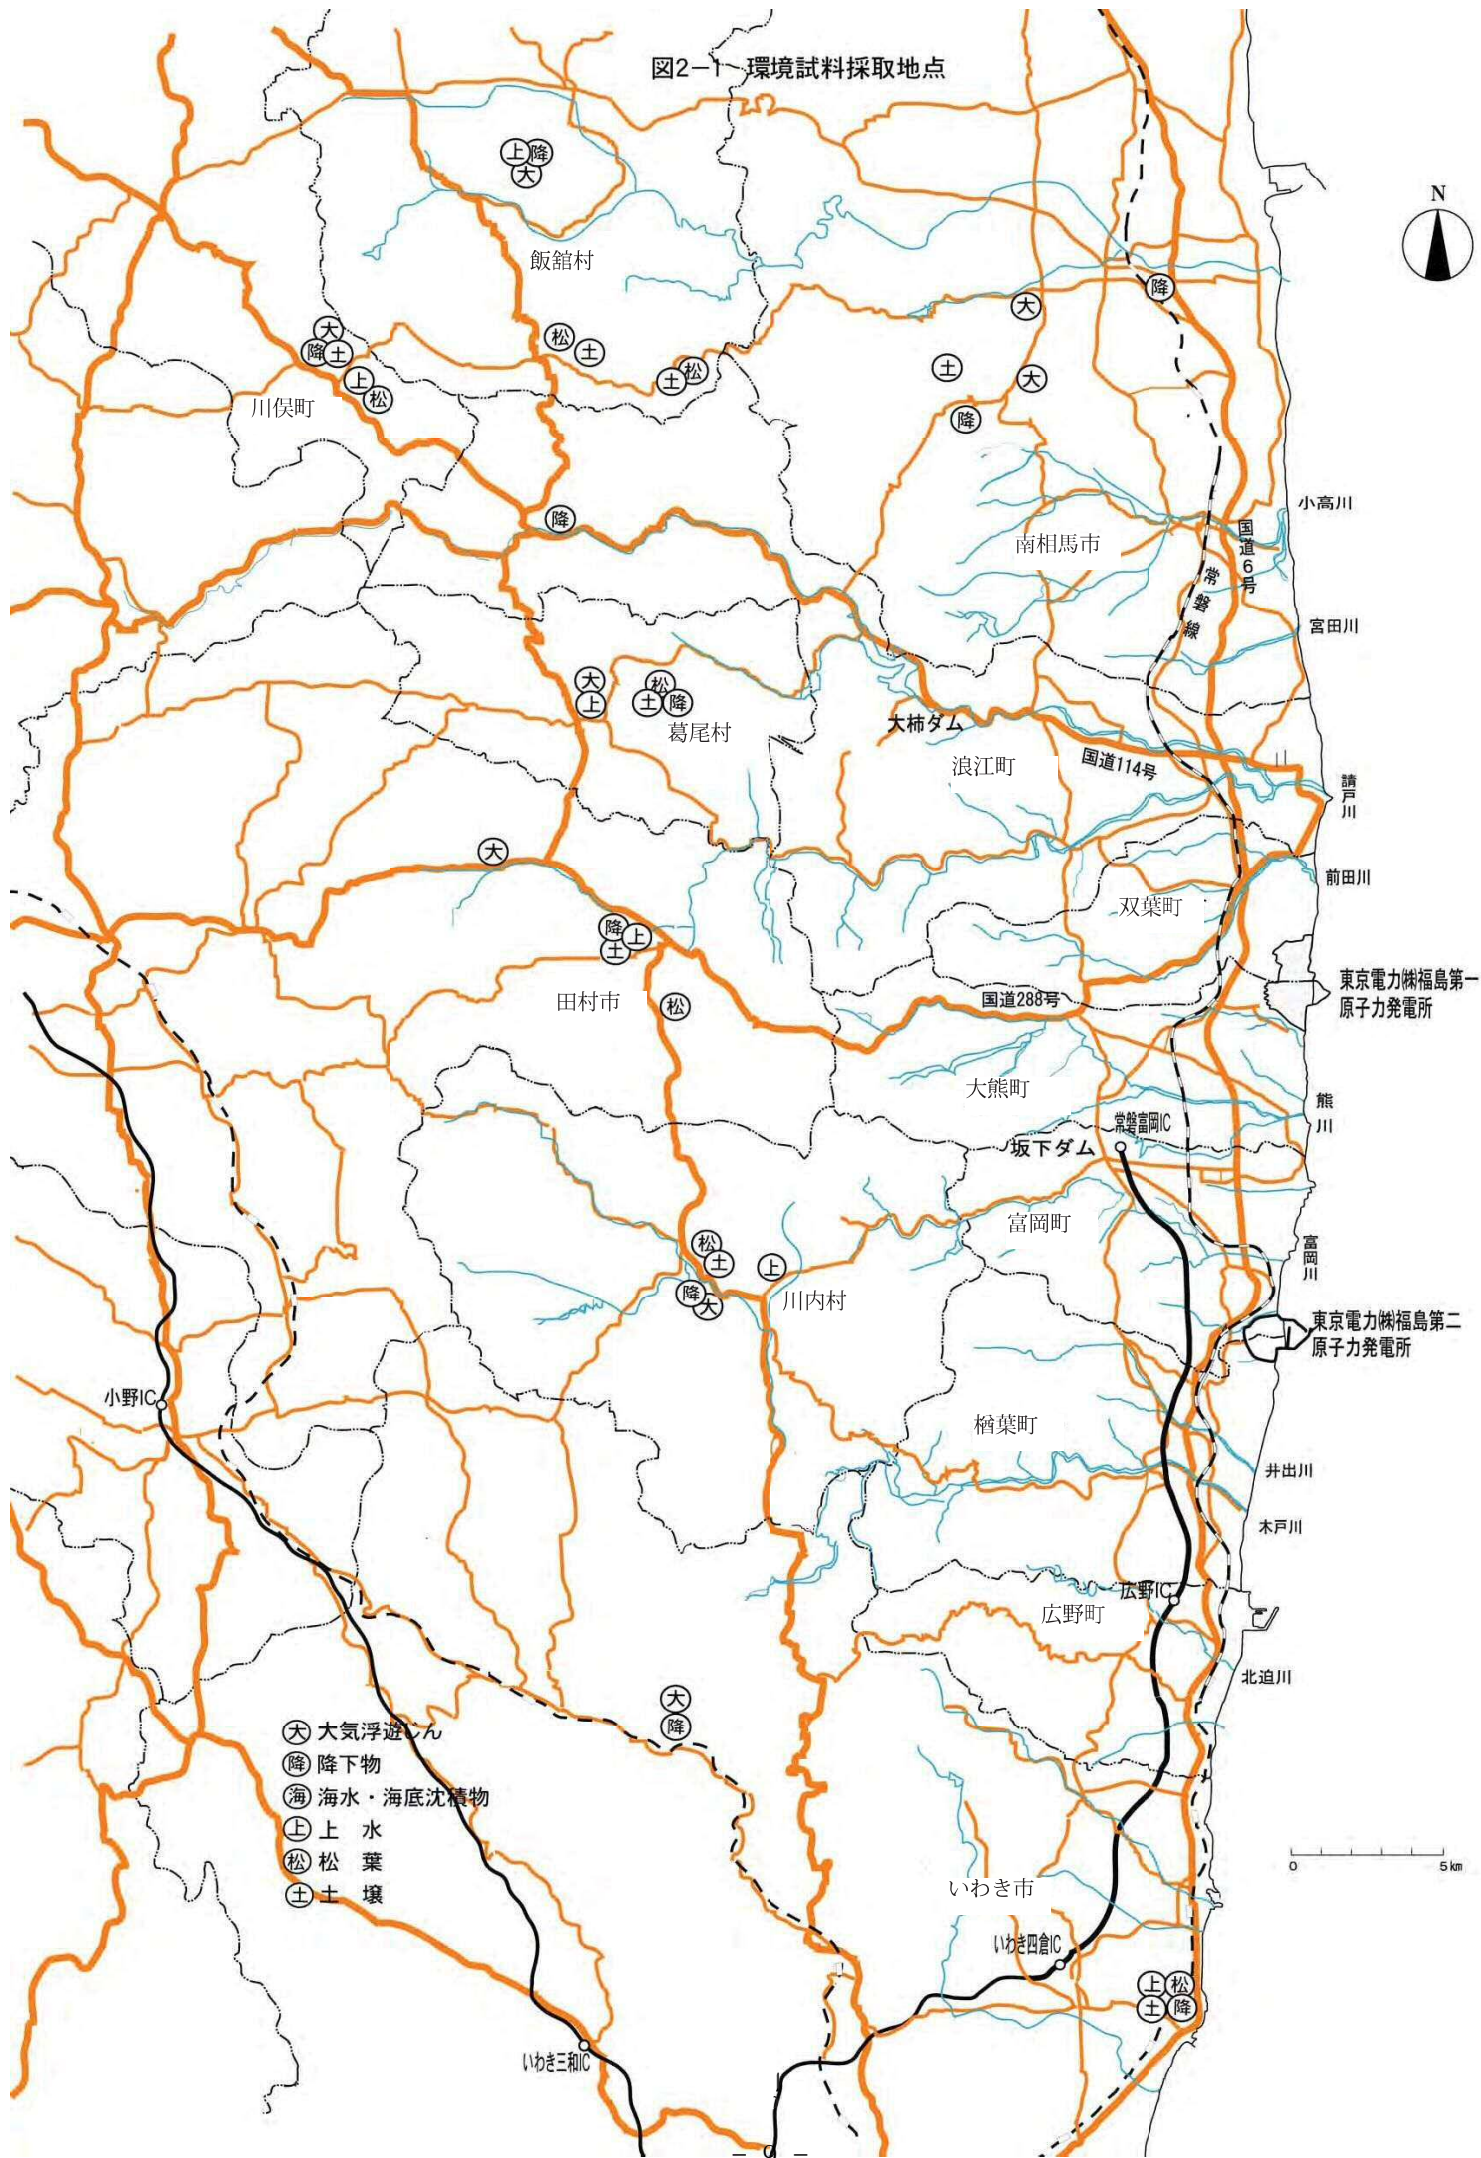 図2－1 環境試料採取地点
N
上 降
大
飯舘村
降
大
大
降 土
上
松
松
土
松
土
土
大
降
川俣町
小高川
国道6号
降
南相馬市
常磐線
宮田川
大
上
松
土 降
葛尾村
大柿ダム
浪江町
国道114号
川
請戸川
大
前田川
双葉町
降 上
土
東京電力㈱福島第一
原子力発電所
田村市
松
国道288号
大熊町
熊川
常磐富岡IC
坂下ダム
富岡町
富岡川
松
土
上
降
大
川内村
東京電力㈱福島第二
原子力発電所
小野IC
楢葉町
井出川
木戸川
広野IC
広野町
北迫川
大
降
大 大気浮遊じん
降 降下物
海 海水・海底沈積物
上 上 水
松 松 葉
土 土 壌
0 5km
いわき市
いわき四倉IC
上 松
土 降
いわき三和IC
－ 9 －